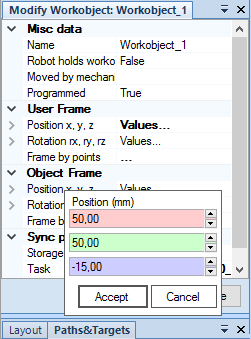 Modify Workobject: Workobject_1
Misc data
Name Workobject_1
Robot holds worko False
Moved by mechan
Programmed True
User Frame
Position x, y, z Values...
Rotation rx, ry, rz Values...
Frame by points ...
Object Frame
Position x, y, z Values
Rotation
Frame b
Sync p
Storage
Task
Position (mm)
50,00
50,00
-15,00
Accept Cancel
Layout Paths&Targets